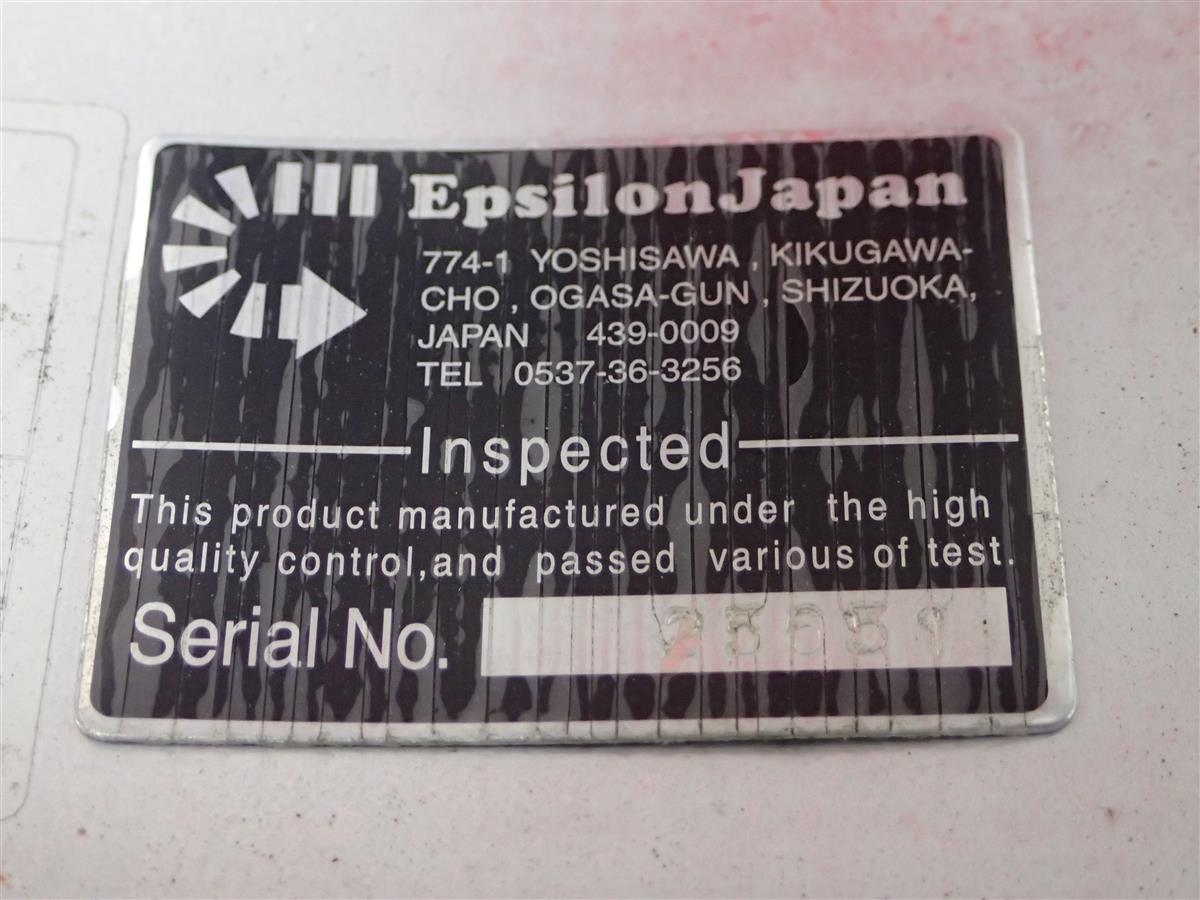 EpsilonJapan
774-1 YOSHISAWA , KIKUGAWA-
CHO , OGASA-GUN , SHIZUOKA,
JAPAN 439-0009
TEL 0537-36-3256
Inspected
This product manufactured under the high
quality control,and passed various of test.
Serial No.